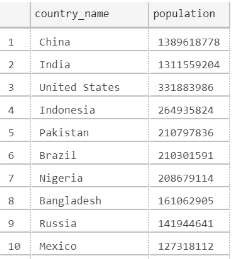 country_name population
1 China 1389618778
2 India 1311559204
3 United States 331883986
4 Indonesia 264935824
5 Pakistan 210797836
6 Brazil 210301591
7 Nigeria 208679114
8 Bangladesh 161062905
9 Russia 141944641
10 Mexico 127318112